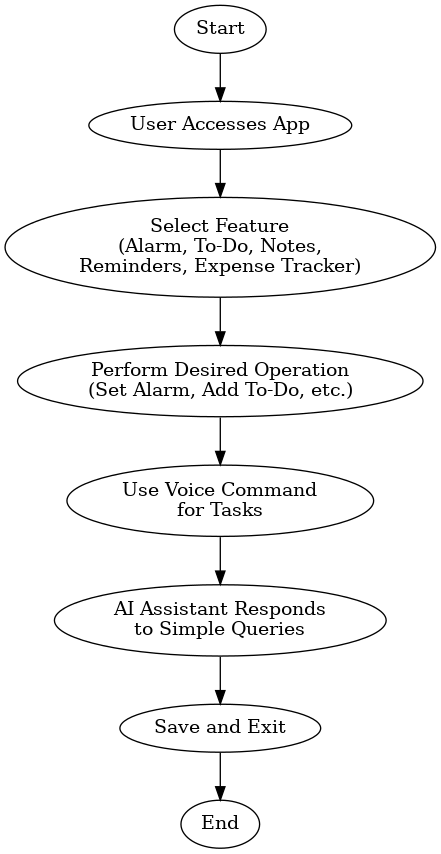 Start
User Accesses App
Select Feature
(Alarm, To-Do, Notes,
Reminders, Expense Tracker)
Perform Desired Operation
(Set Alarm, Add To-Do, etc.)
Use Voice Command
for Tasks
AI Assistant Responds
to Simple Queries
Save and Exit
End